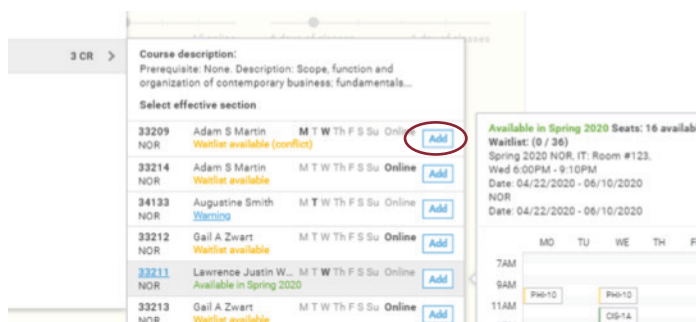 3 CR >
Course description:
Prerequisite: None. Description: Scope, function and
organization of contemporary business; fundamentals...
Select effective section
33209 Adam S Martin M T W Th F S Su Online Add
NOR Waitlist available (conflict)
33214 Adam S Martin M T W Th F S Su Online Add
NOR Waitlist available
34133 Augustine Smith M T W Th F S Su Online Add
NOR Warning
33212 Gail A Zwart M T W Th F S Su Online Add
NOR Waitlist available
33211 Lawrence Justin W... M T W Th F S Su Online Add
NOR Available in Spring 2020
33213 Gail A Zwart M T W Th F S Su Online Add
NOR Waitlist available
Available in Spring 2020 Seats: 16 availab
Waitlist: (0 / 36)
Spring 2020 NOR, IT: Room #123,
Wed 6:00PM - 9:10PM
Date: 04/22/2020 - 06/10/2020
NOR
Date: 04/22/2020 - 06/10/2020
MO TU WE TH F
7AM
9AM
PHI-10 PHI-10
11AM
CIS-1A